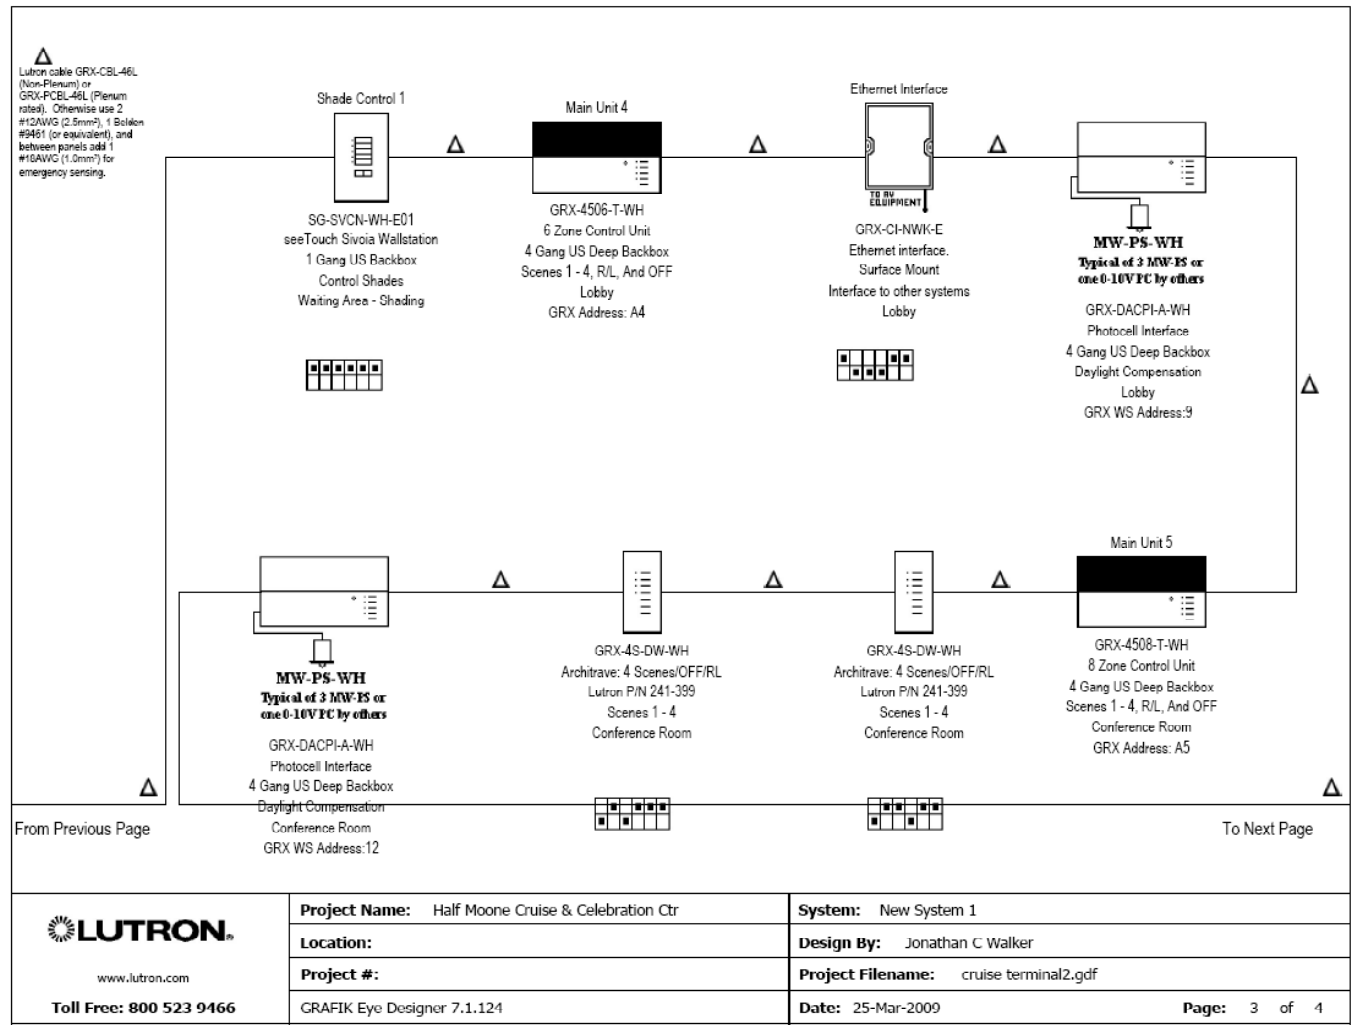 Lutron cable GRX-CBL-46L
(Non-Plenum) or
GRX-PCBL-46L (Plenum
rated). Otherwise use 2
#12AWG (2.5mm²), 1 Belden
#9461 (or equivalent), and
between panels add 1
#18AWG (1.0mm²) for
emergency sensing.
Shade Control 1
SG-SVCN-WH-E01
seeTouch Sivoia Wallstation
1 Gang US Backbox
Control Shades
Waiting Area - Shading
Main Unit 4
GRX-4506-T-WH
6 Zone Control Unit
4 Gang US Deep Backbox
Scenes 1 - 4, R/L, And OFF
Lobby
GRX Address: A4
Ethernet Interface
TO AV
EQUIPMENT
GRX-CI-NWK-E
Ethernet interface.
Surface Mount
Interface to other systems
Lobby
MW-PS-WH
Typical of 3 MW-PS or
one 0-10V PC by others
GRX-DACPI-A-WH
Photocell Interface
4 Gang US Deep Backbox
Daylight Compensation
Lobby
GRX WS Address:9
MW-PS-WH
Typical of 3 MW-PS or
one 0-10V PC by others
GRX-DACPI-A-WH
Photocell Interface
4 Gang US Deep Backbox
Daylight Compensation
Conference Room
GRX WS Address:12
GRX-4S-DW-WH
Architrave: 4 Scenes/OFF/RL
Lutron P/N 241-399
Scenes 1 - 4
Conference Room
GRX-4S-DW-WH
Architrave: 4 Scenes/OFF/RL
Lutron P/N 241-399
Scenes 1 - 4
Conference Room
Main Unit 5
GRX-4508-T-WH
8 Zone Control Unit
4 Gang US Deep Backbox
Scenes 1 - 4, R/L, And OFF
Conference Room
GRX Address: A5
From Previous Page
To Next Page
LUTRON®
www.lutron.com
Toll Free: 800 523 9466
Project Name: Half Moone Cruise & Celebration Ctr
Location:
Project #:
GRAFIK Eye Designer 7.1.124
System: New System 1
Design By: Jonathan C Walker
Project Filename: cruise terminal2.gdf
Date: 25-Mar-2009 Page: 3 of 4